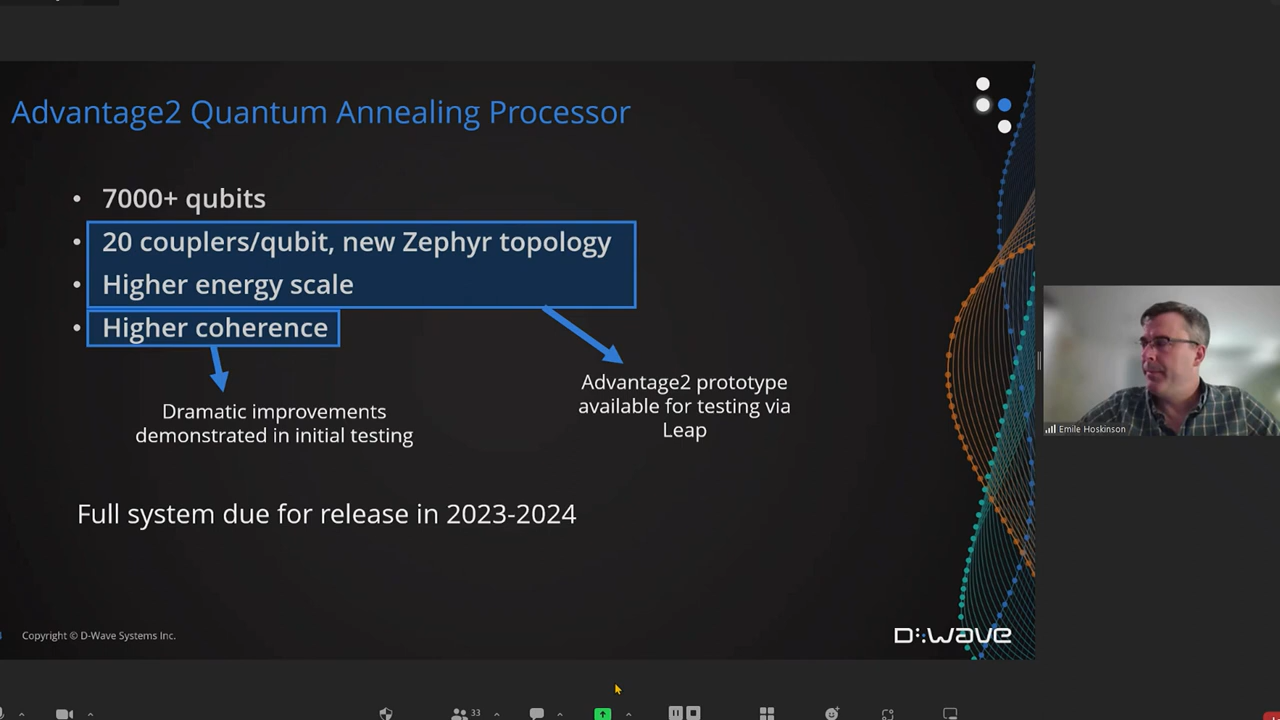 Advantage2 Quantum Annealing Processor
• 7000+ qubits
• 20 couplers/qubit, new Zephyr topology
• Higher energy scale
• Higher coherence
Dramatic improvements
demonstrated in initial testing
Advantage2 prototype
available for testing via
Leap
Full system due for release in 2023-2024
Copyright © D-Wave Systems Inc.
D:wave
Emile Hoskinson
33